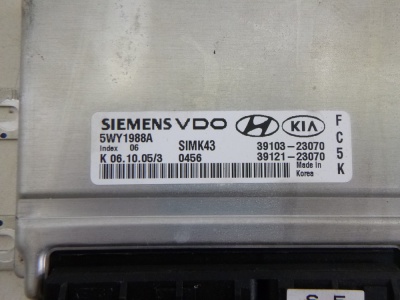 SIEMENS VDO KIA
5WY1988A
Index 06 SIMK43 39103-23070
K 06.10.05/3 0456 39121-23070
Made in
Korea
F
C
5
K
S F